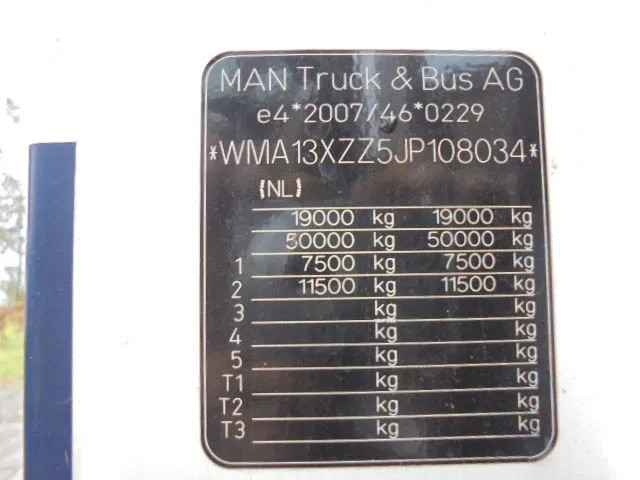 MAN Truck & Bus AG
e4*2007/46*0229
*WMA13XZZ5JP108034*
(NL)
19000 kg 19000 kg
50000 kg 50000 kg
1 7500 kg 7500 kg
2 11500 kg 11500 kg
3 kg kg
4 kg kg
5 kg kg
T1 kg kg
T2 kg kg
T3 kg kg